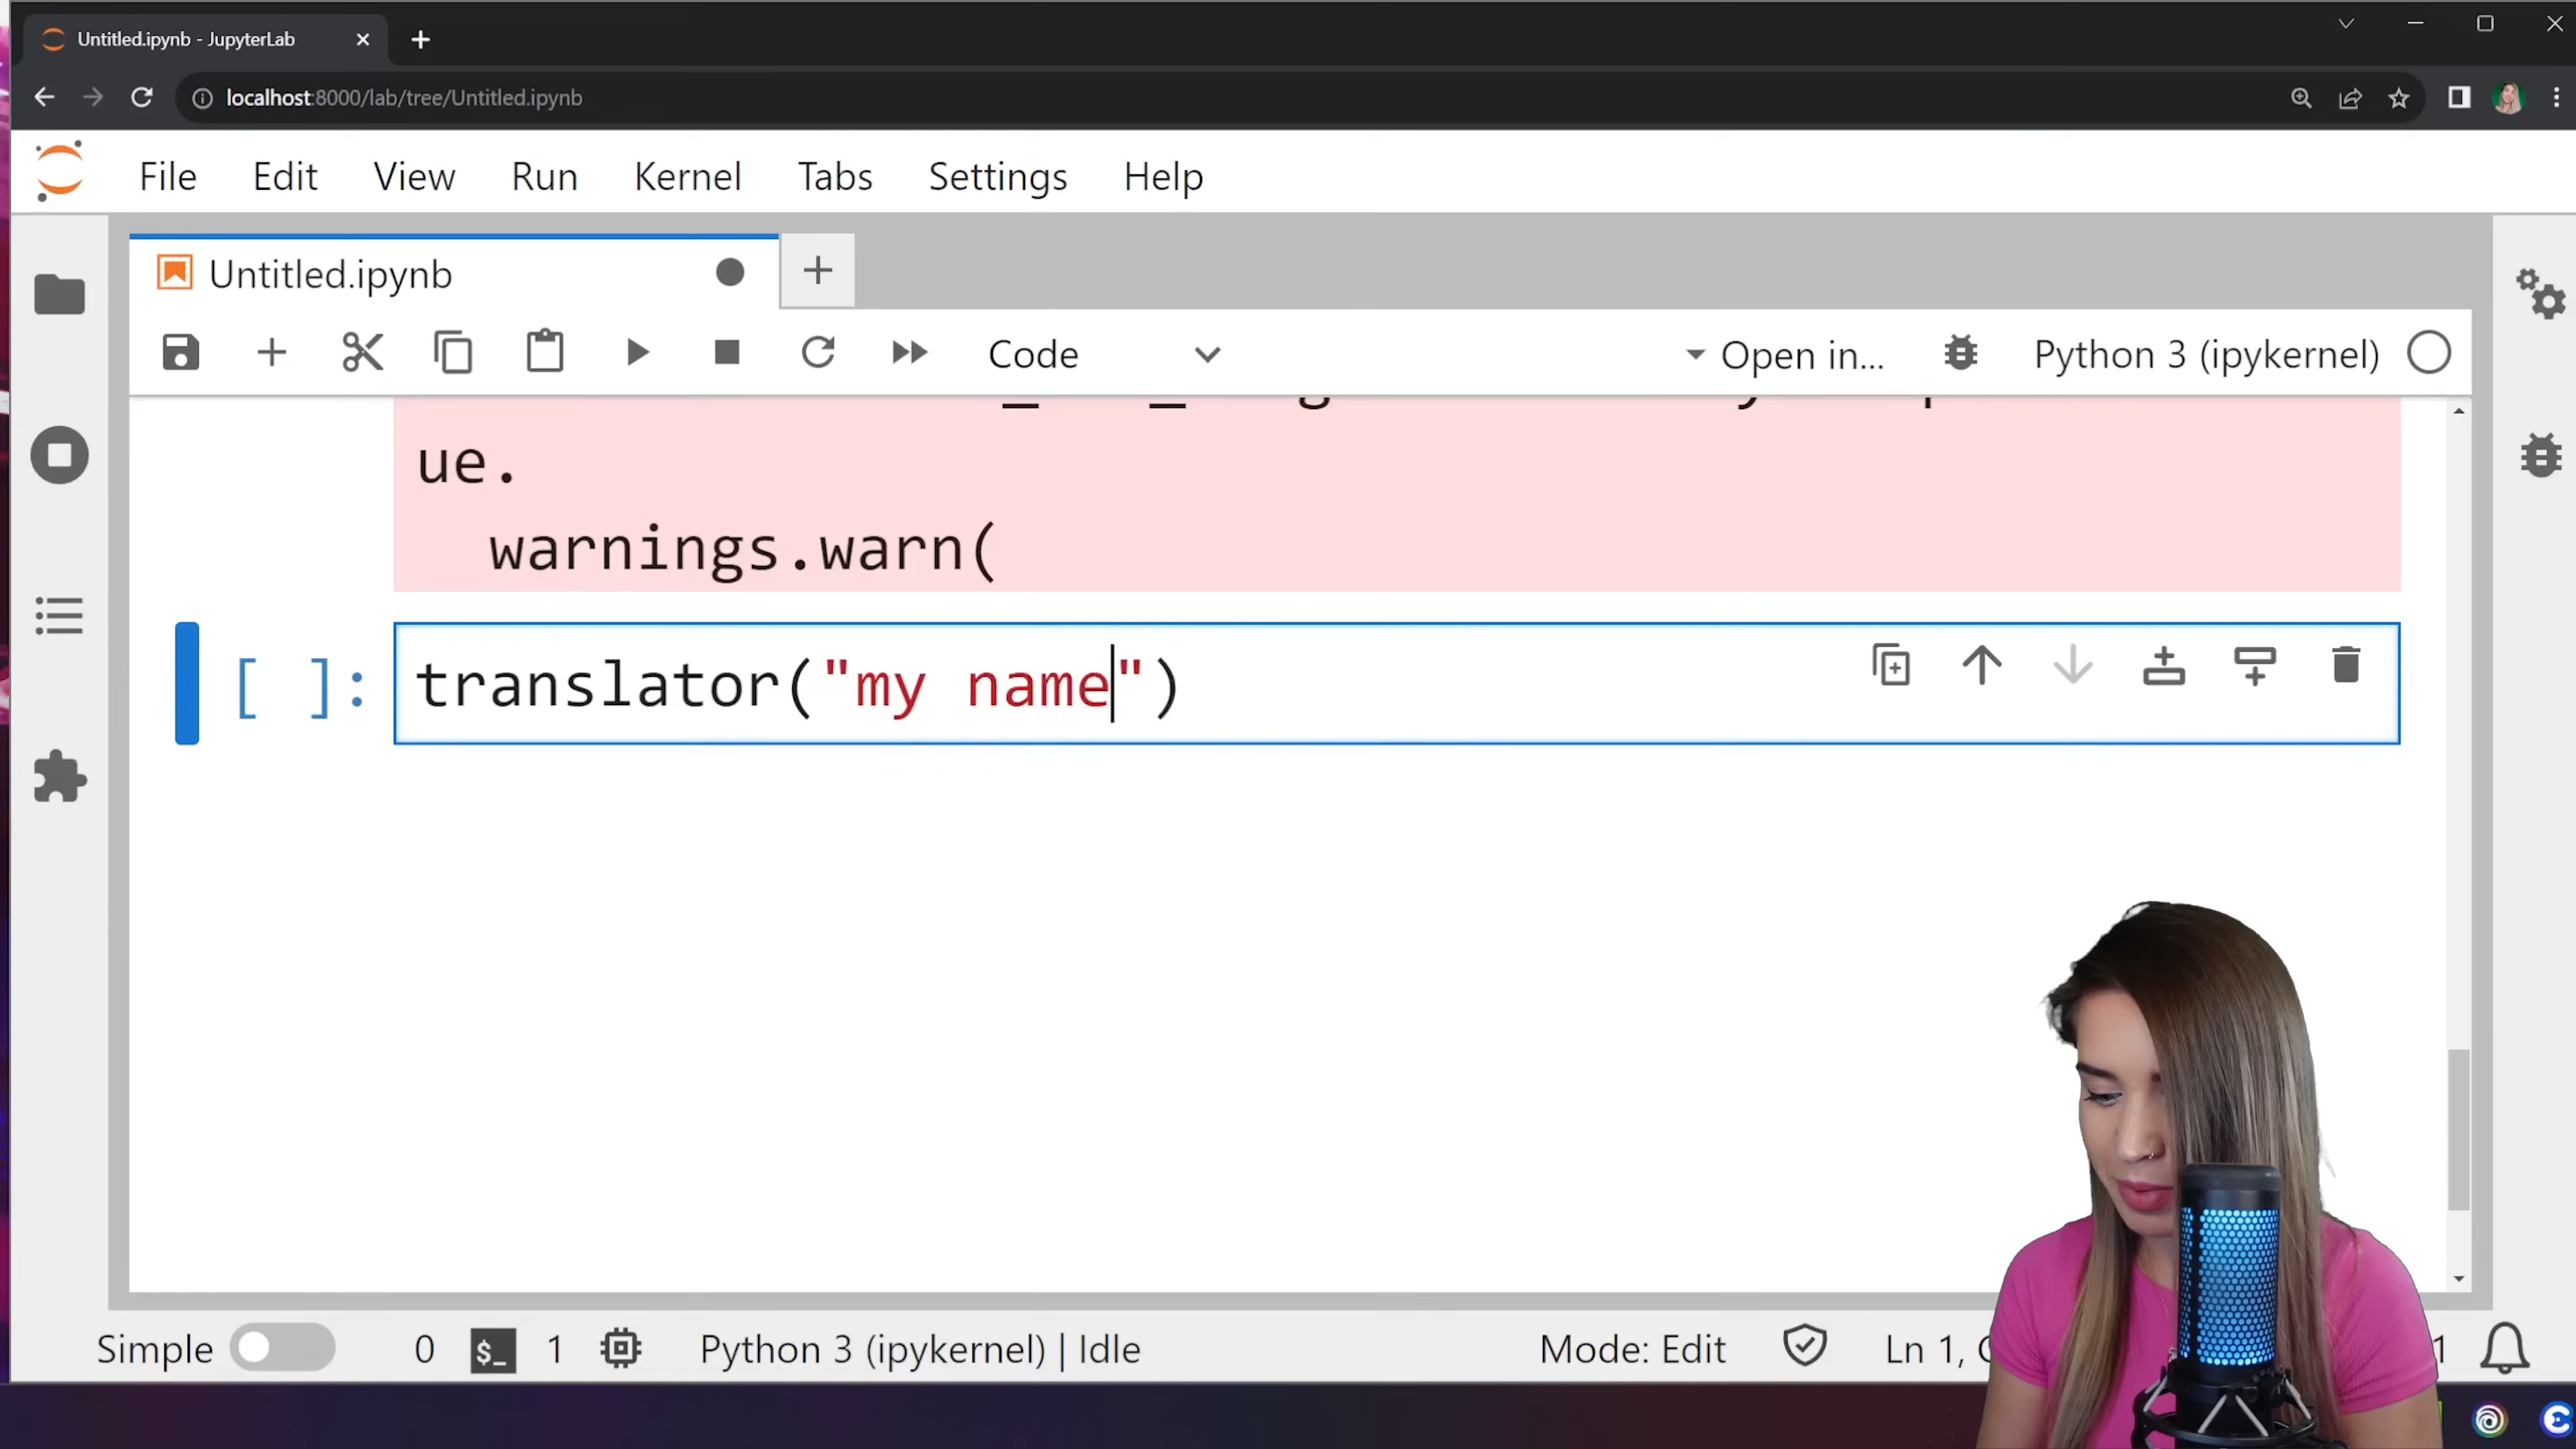 Untitled.ipynb - JupyterLab
localhost:8000/lab/tree/Untitled.ipynb
File Edit View Run Kernel Tabs Settings Help
Untitled.ipynb
Code Open in... Python 3 (ipykernel)
ue.
warnings.warn(
[ ]: translator("my name")
Simple 0 $_ 1 Python 3 (ipykernel) | Idle Mode: Edit Ln 1, 1